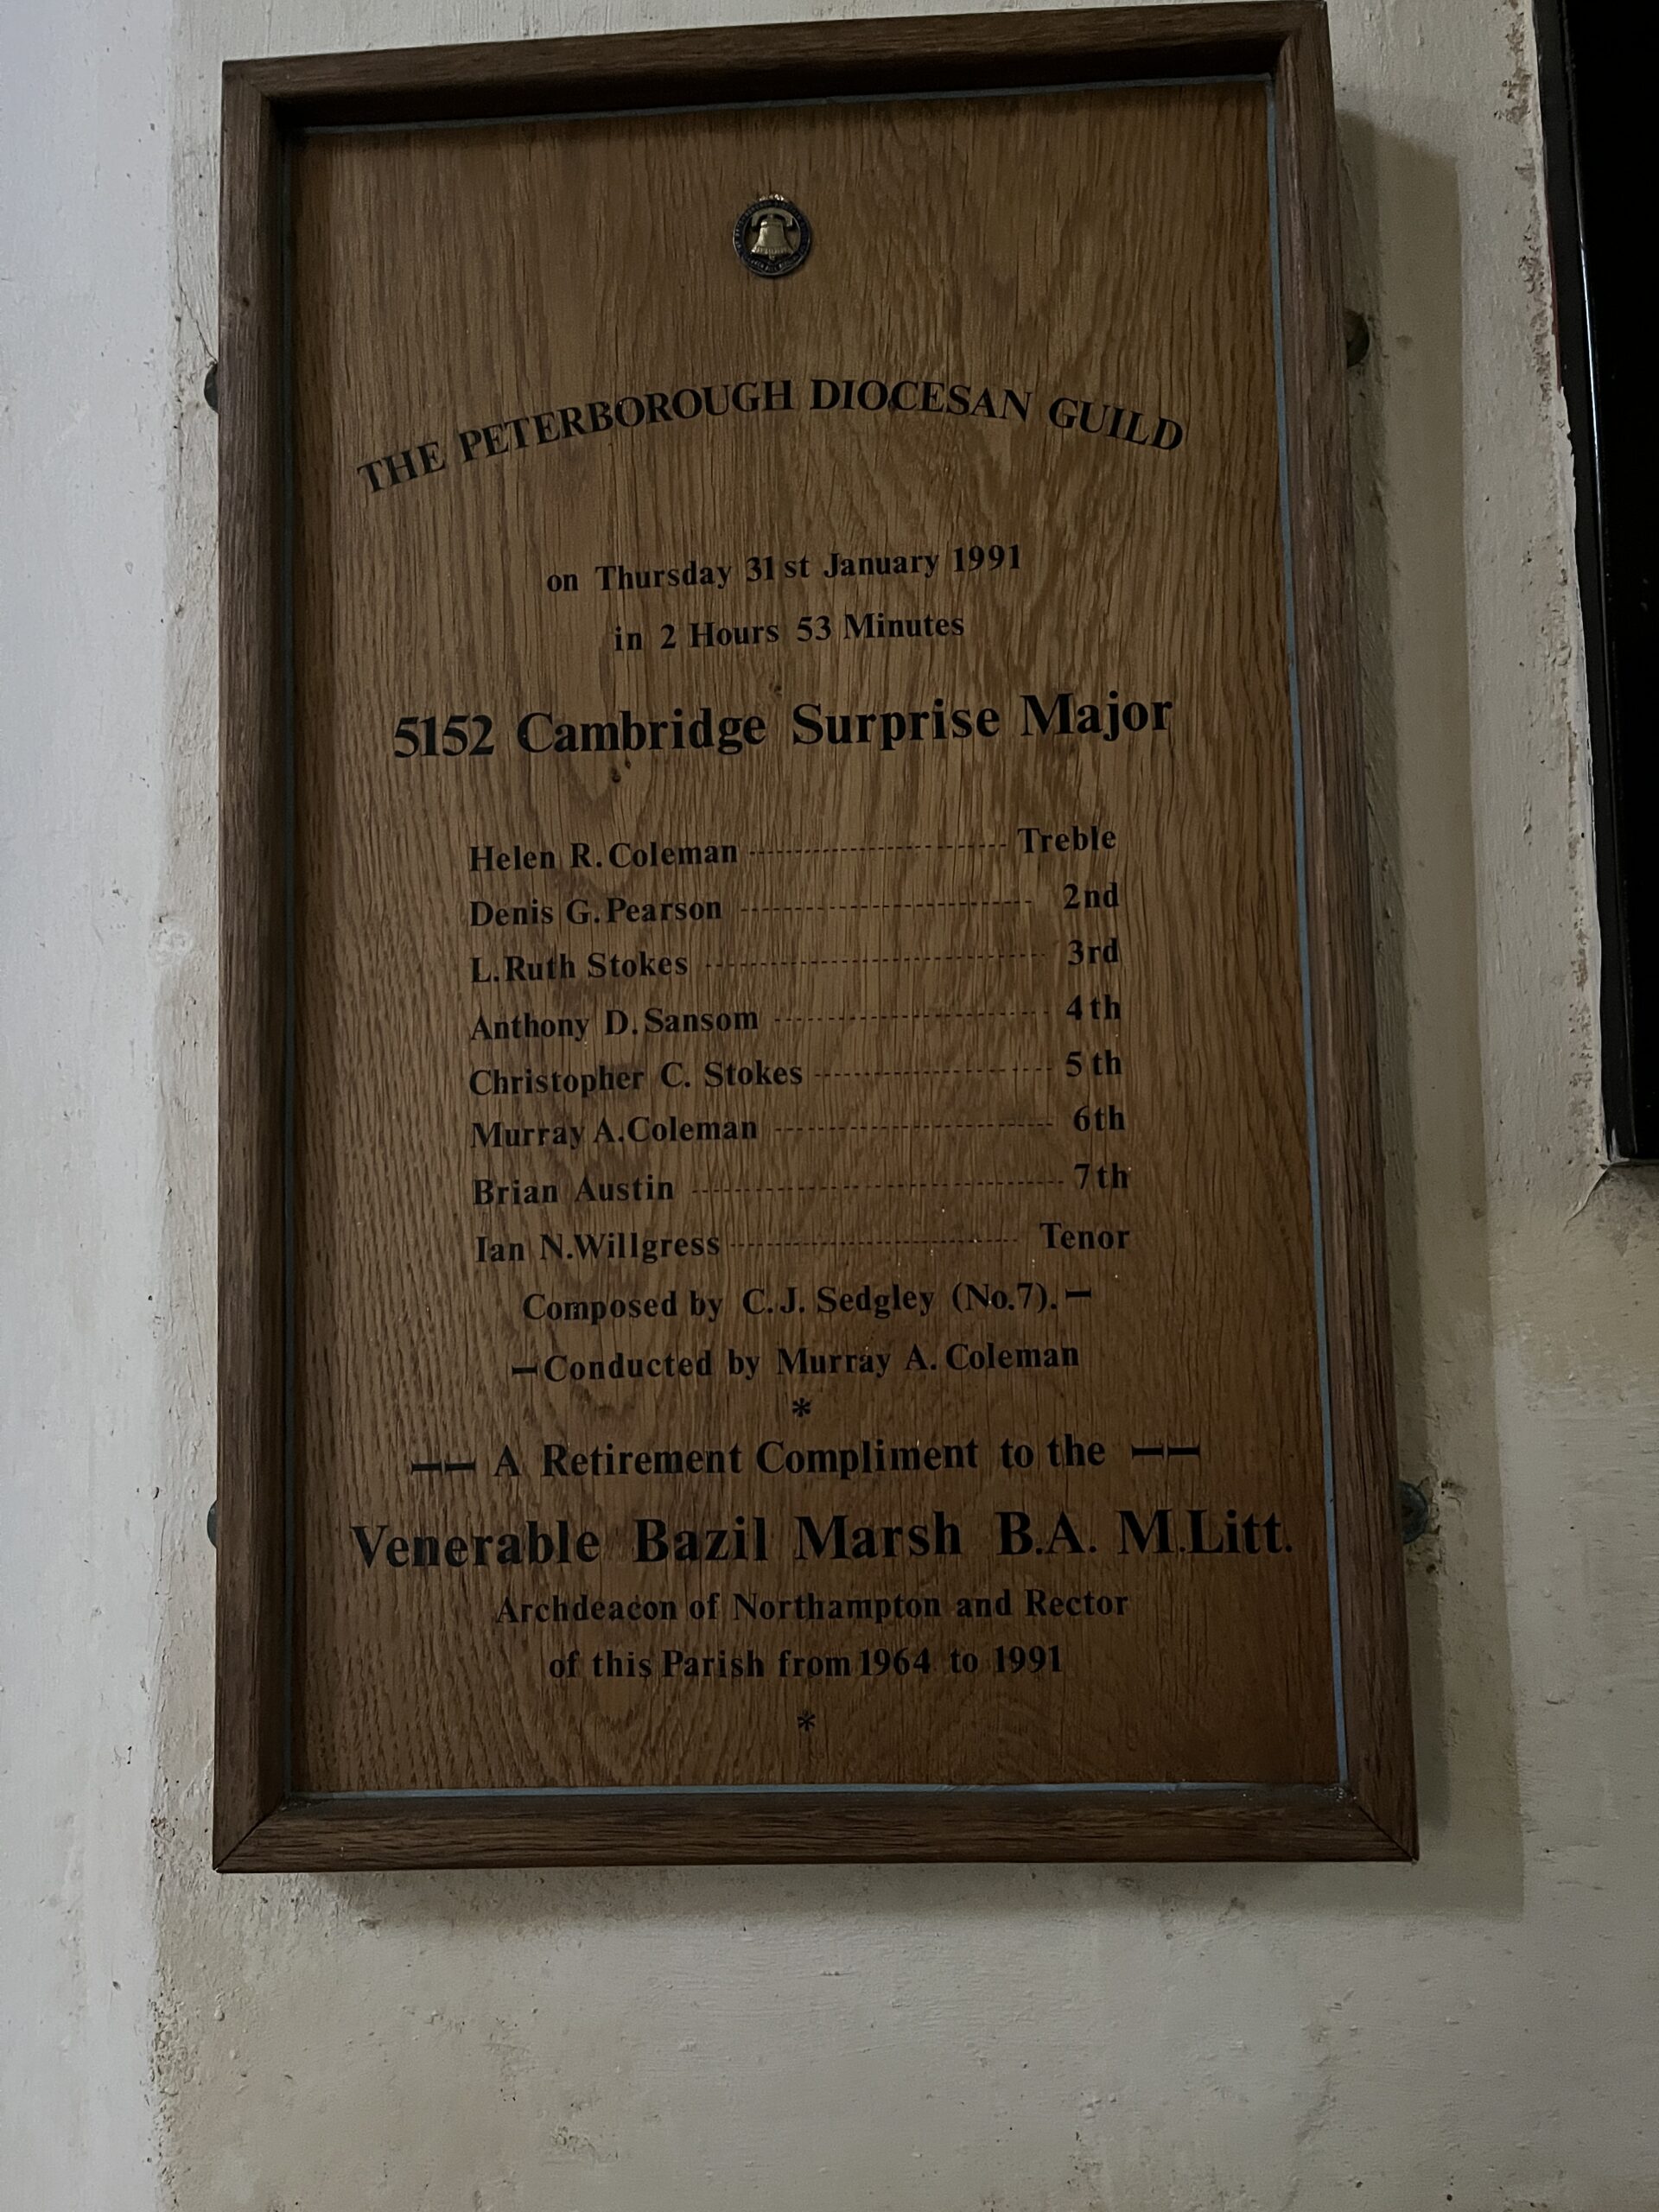 THE PETERBOROUGH DIOCESAN GUILD
on Thursday 31st January 1991
in 2 Hours 53 Minutes
5152 Cambridge Surprise Major
Helen R. Coleman ---------- Treble
Denis G. Pearson ---------- 2nd
L. Ruth Stokes ---------- 3rd
Anthony D. Sansom ---------- 4th
Christopher C. Stokes ---------- 5th
Murray A. Coleman ---------- 6th
Brian Austin ---------- 7th
Ian N. Willgress ---------- Tenor
Composed by C. J. Sedgley (No.7). —
— Conducted by Murray A. Coleman
*
—— A Retirement Compliment to the ——
Venerable Bazil Marsh B.A. M.Litt.
Archdeacon of Northampton and Rector
of this Parish from 1964 to 1991
*